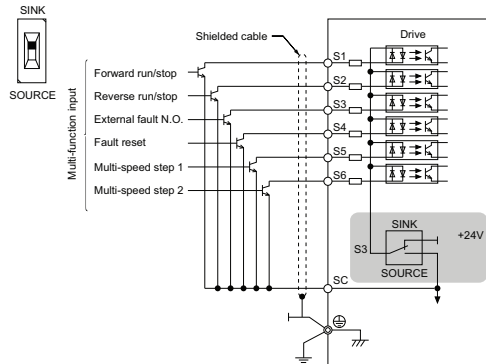 SINK
SOURCE
Multi-function input
Forward run/stop
Reverse run/stop
External fault N.O.
Fault reset
Multi-speed step 1
Multi-speed step 2
Shielded cable
Drive
S1
S2
S3
S4
S5
S6
SINK
+24V
S3
SOURCE
SC